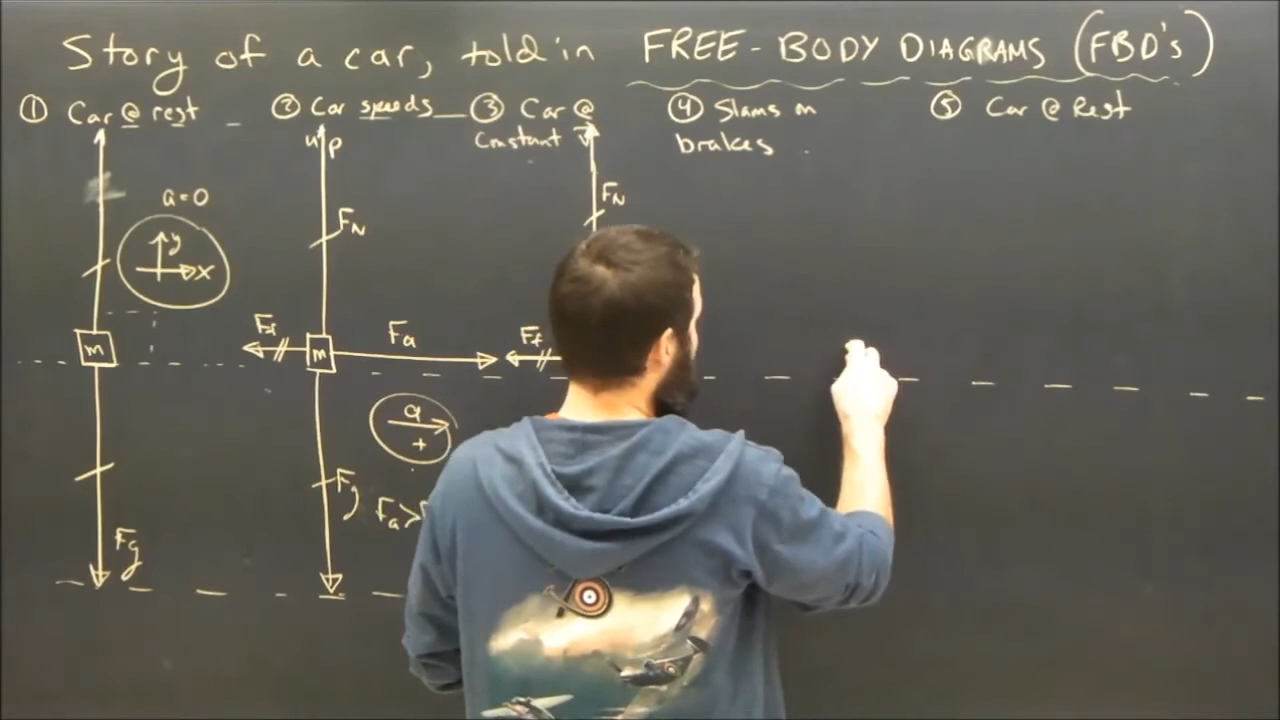 Story of a car, told in FREE-BODY DIAGRAMS (FBD's)
① Car @ rest
② Car speeds up
③ Car @ Constant v
④ Slams on brakes
⑤ Car @ Rest
a=0
y
x
m
Fg
FN
Ff
m
Fa
a
+
Fg
Fa>
FN
Ff